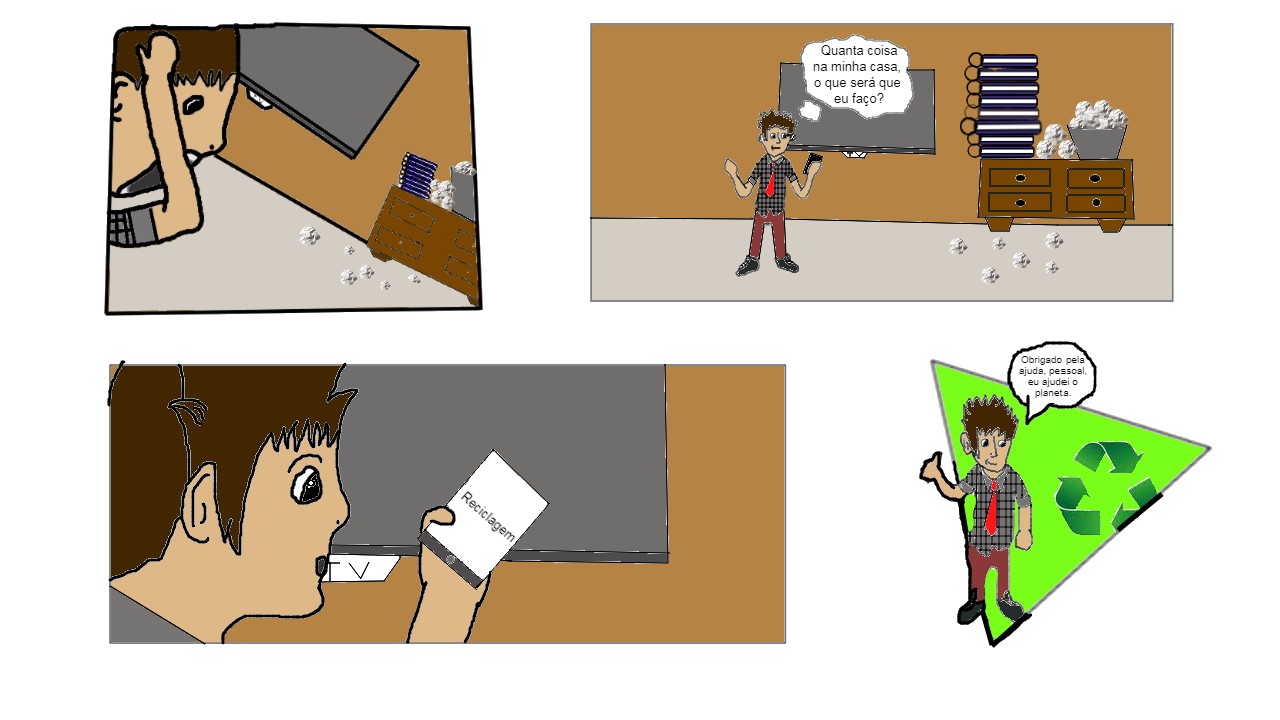 Quanta coisa
na minha casa,
o que será que
eu faço?
TV
Reciclagem
Obrigado pela
ajuda, pessoal,
eu ajudei o
planeta.